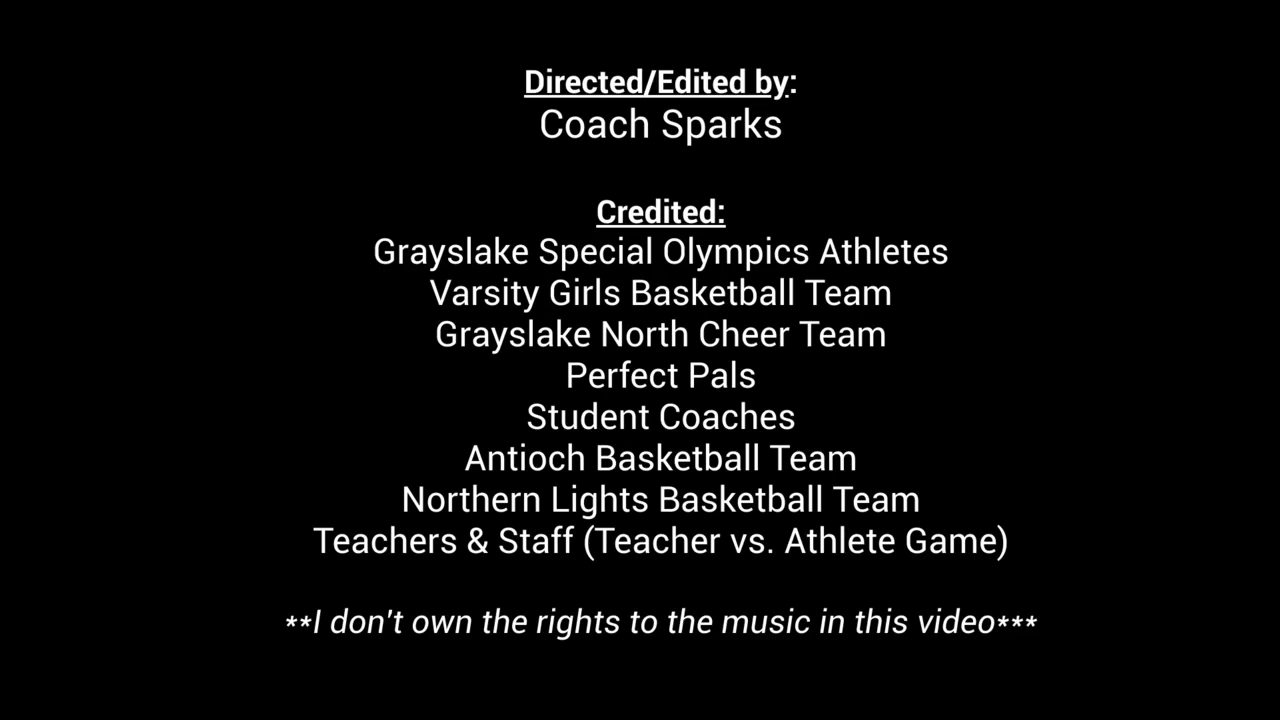 Directed/Edited by:
Coach Sparks
Credited:
Grayslake Special Olympics Athletes
Varsity Girls Basketball Team
Grayslake North Cheer Team
Perfect Pals
Student Coaches
Antioch Basketball Team
Northern Lights Basketball Team
Teachers & Staff (Teacher vs. Athlete Game)
**I don't own the rights to the music in this video***